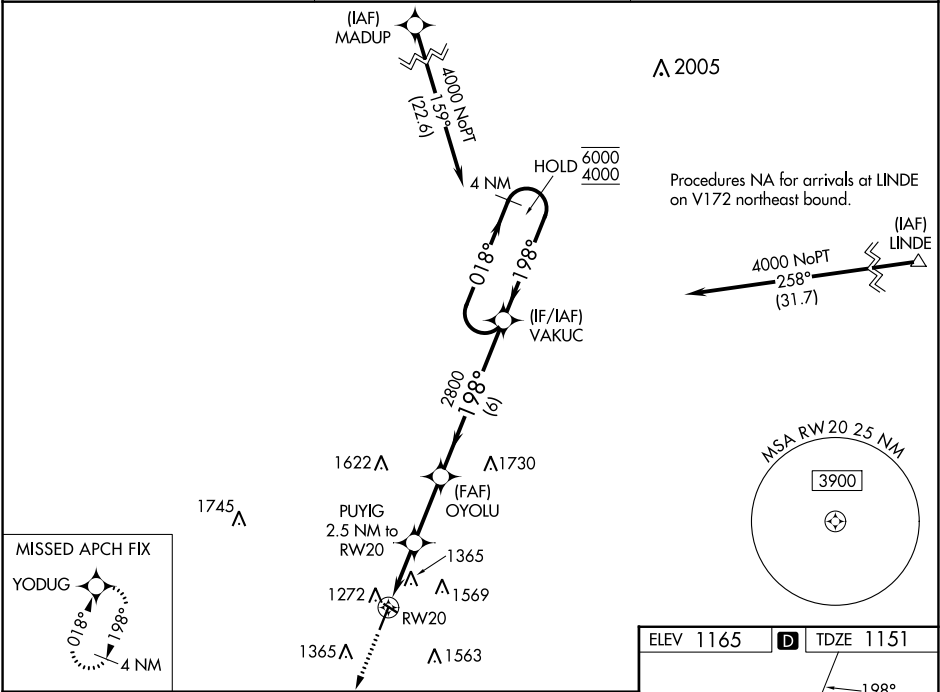 (IAF)
MADUP
4000 NoPT
159°
(22.6)
2005
HOLD 6000
4000
4 NM
018°
198°
Procedures NA for arrivals at LINDE
on V172 northeast bound.
(IAF)
LINDE
4000 NoPT
258°
(31.7)
(IF/IAF)
VAKUC
2800
198°
(6)
MSA RW20 25 NM
3900
1622
1730
(FAF)
OYOLU
1745
PUYIG
2.5 NM to
RW20
1365
1272
1569
RW20
1365
1563
MISSED APCH FIX
YODUG
018°
198°
4 NM
ELEV 1165 D TDZE 1151
198°